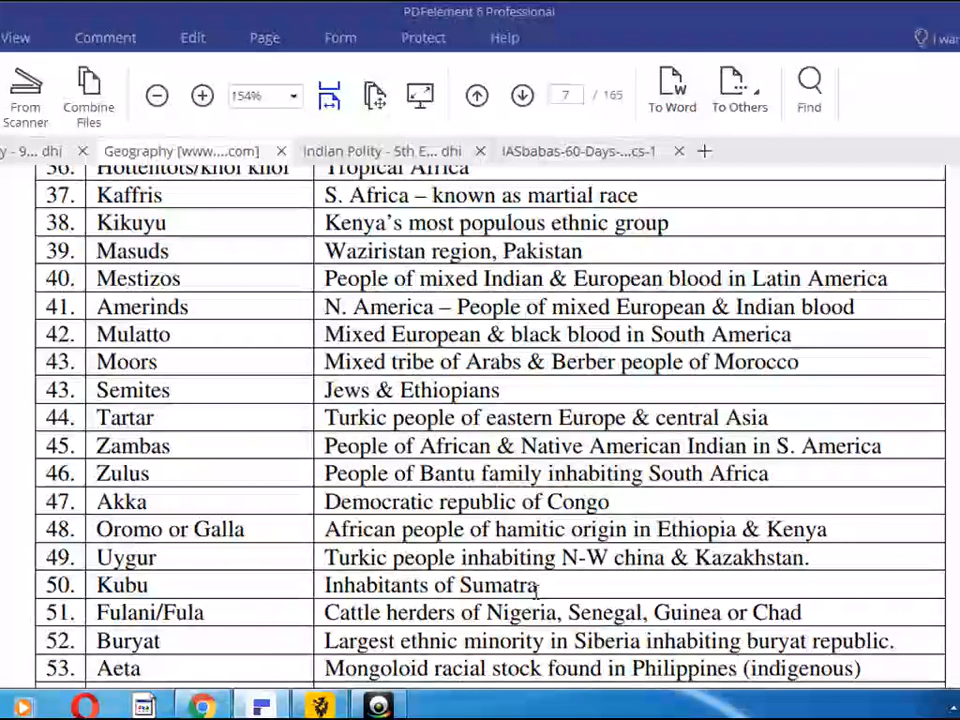 PDFelement 6 Professional
View Comment Edit Page Form Protect Help I war
From Scanner
Combine Files
154%
7 / 165
To Word
To Others
Find
y - 9... dhi × Geography [www....com] × Indian Polity - 5th E... dhi × IASbabas-60-Days-...cs-1 × +
36. Hottentots/khoi khoi Tropical Africa
37. Kaffris S. Africa – known as martial race
38. Kikuyu Kenya's most populous ethnic group
39. Masuds Waziristan region, Pakistan
40. Mestizos People of mixed Indian & European blood in Latin America
41. Amerinds N. America – People of mixed European & Indian blood
42. Mulatto Mixed European & black blood in South America
43. Moors Mixed tribe of Arabs & Berber people of Morocco
43. Semites Jews & Ethiopians
44. Tartar Turkic people of eastern Europe & central Asia
45. Zambas People of African & Native American Indian in S. America
46. Zulus People of Bantu family inhabiting South Africa
47. Akka Democratic republic of Congo
48. Oromo or Galla African people of hamitic origin in Ethiopia & Kenya
49. Uygur Turkic people inhabiting N-W china & Kazakhstan.
50. Kubu Inhabitants of Sumatra
51. Fulani/Fula Cattle herders of Nigeria, Senegal, Guinea or Chad
52. Buryat Largest ethnic minority in Siberia inhabiting buryat republic.
53. Aeta Mongoloid racial stock found in Philippines (indigenous)